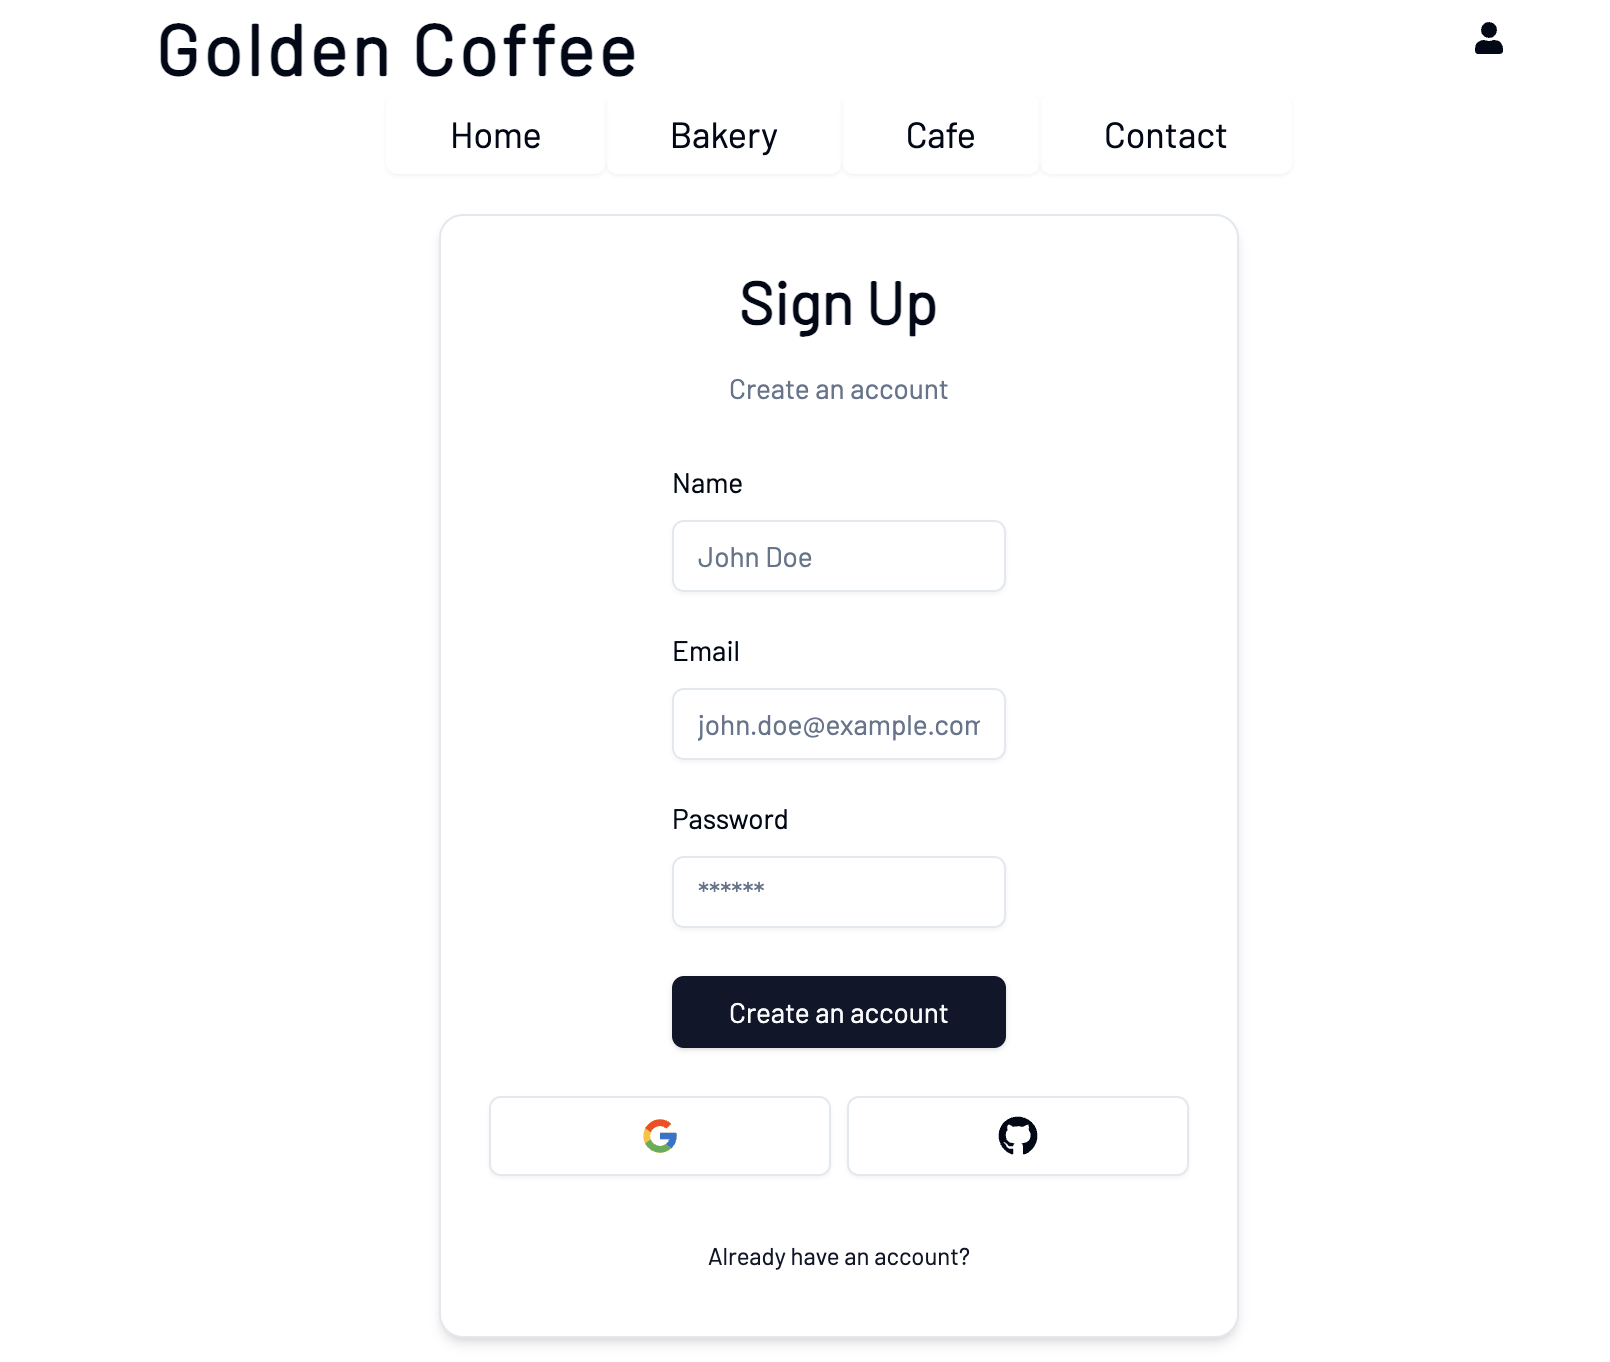 Golden Coffee
Home Bakery Cafe Contact
Sign Up
Create an account
Name
John Doe
Email
john.doe@example.com
Password
******
Create an account
Already have an account?